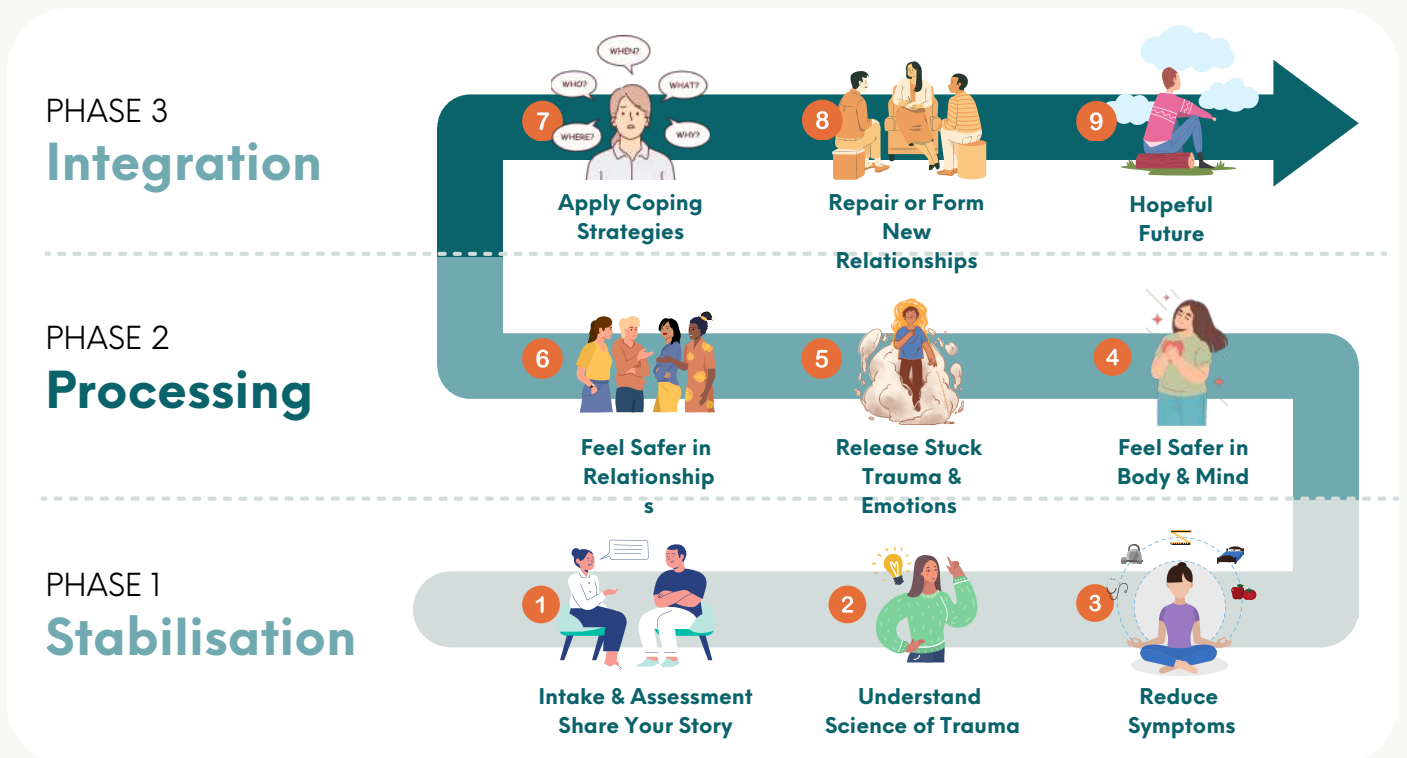 PHASE 3
Integration
WHEN?
WHO?
WHAT?
WHERE?
WHY?
7
8
9
Apply Coping
Strategies
Repair or Form
New
Relationships
Hopeful
Future
PHASE 2
Processing
6
5
4
Feel Safer in
Relationship
s
Release Stuck
Trauma &
Emotions
Feel Safer in
Body & Mind
PHASE 1
Stabilisation
1
2
3
Intake & Assessment
Share Your Story
Understand
Science of Trauma
Reduce
Symptoms